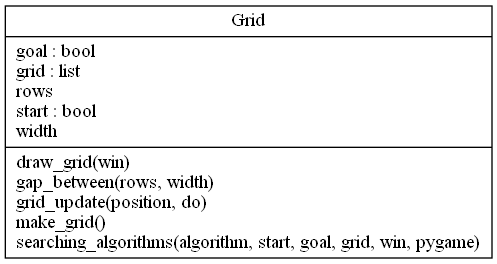 Grid
goal : bool
grid : list
rows
start : bool
width
draw_grid(win)
gap_between(rows, width)
grid_update(position, do)
make_grid()
searching_algorithms(algorithm, start, goal, grid, win, pygame)